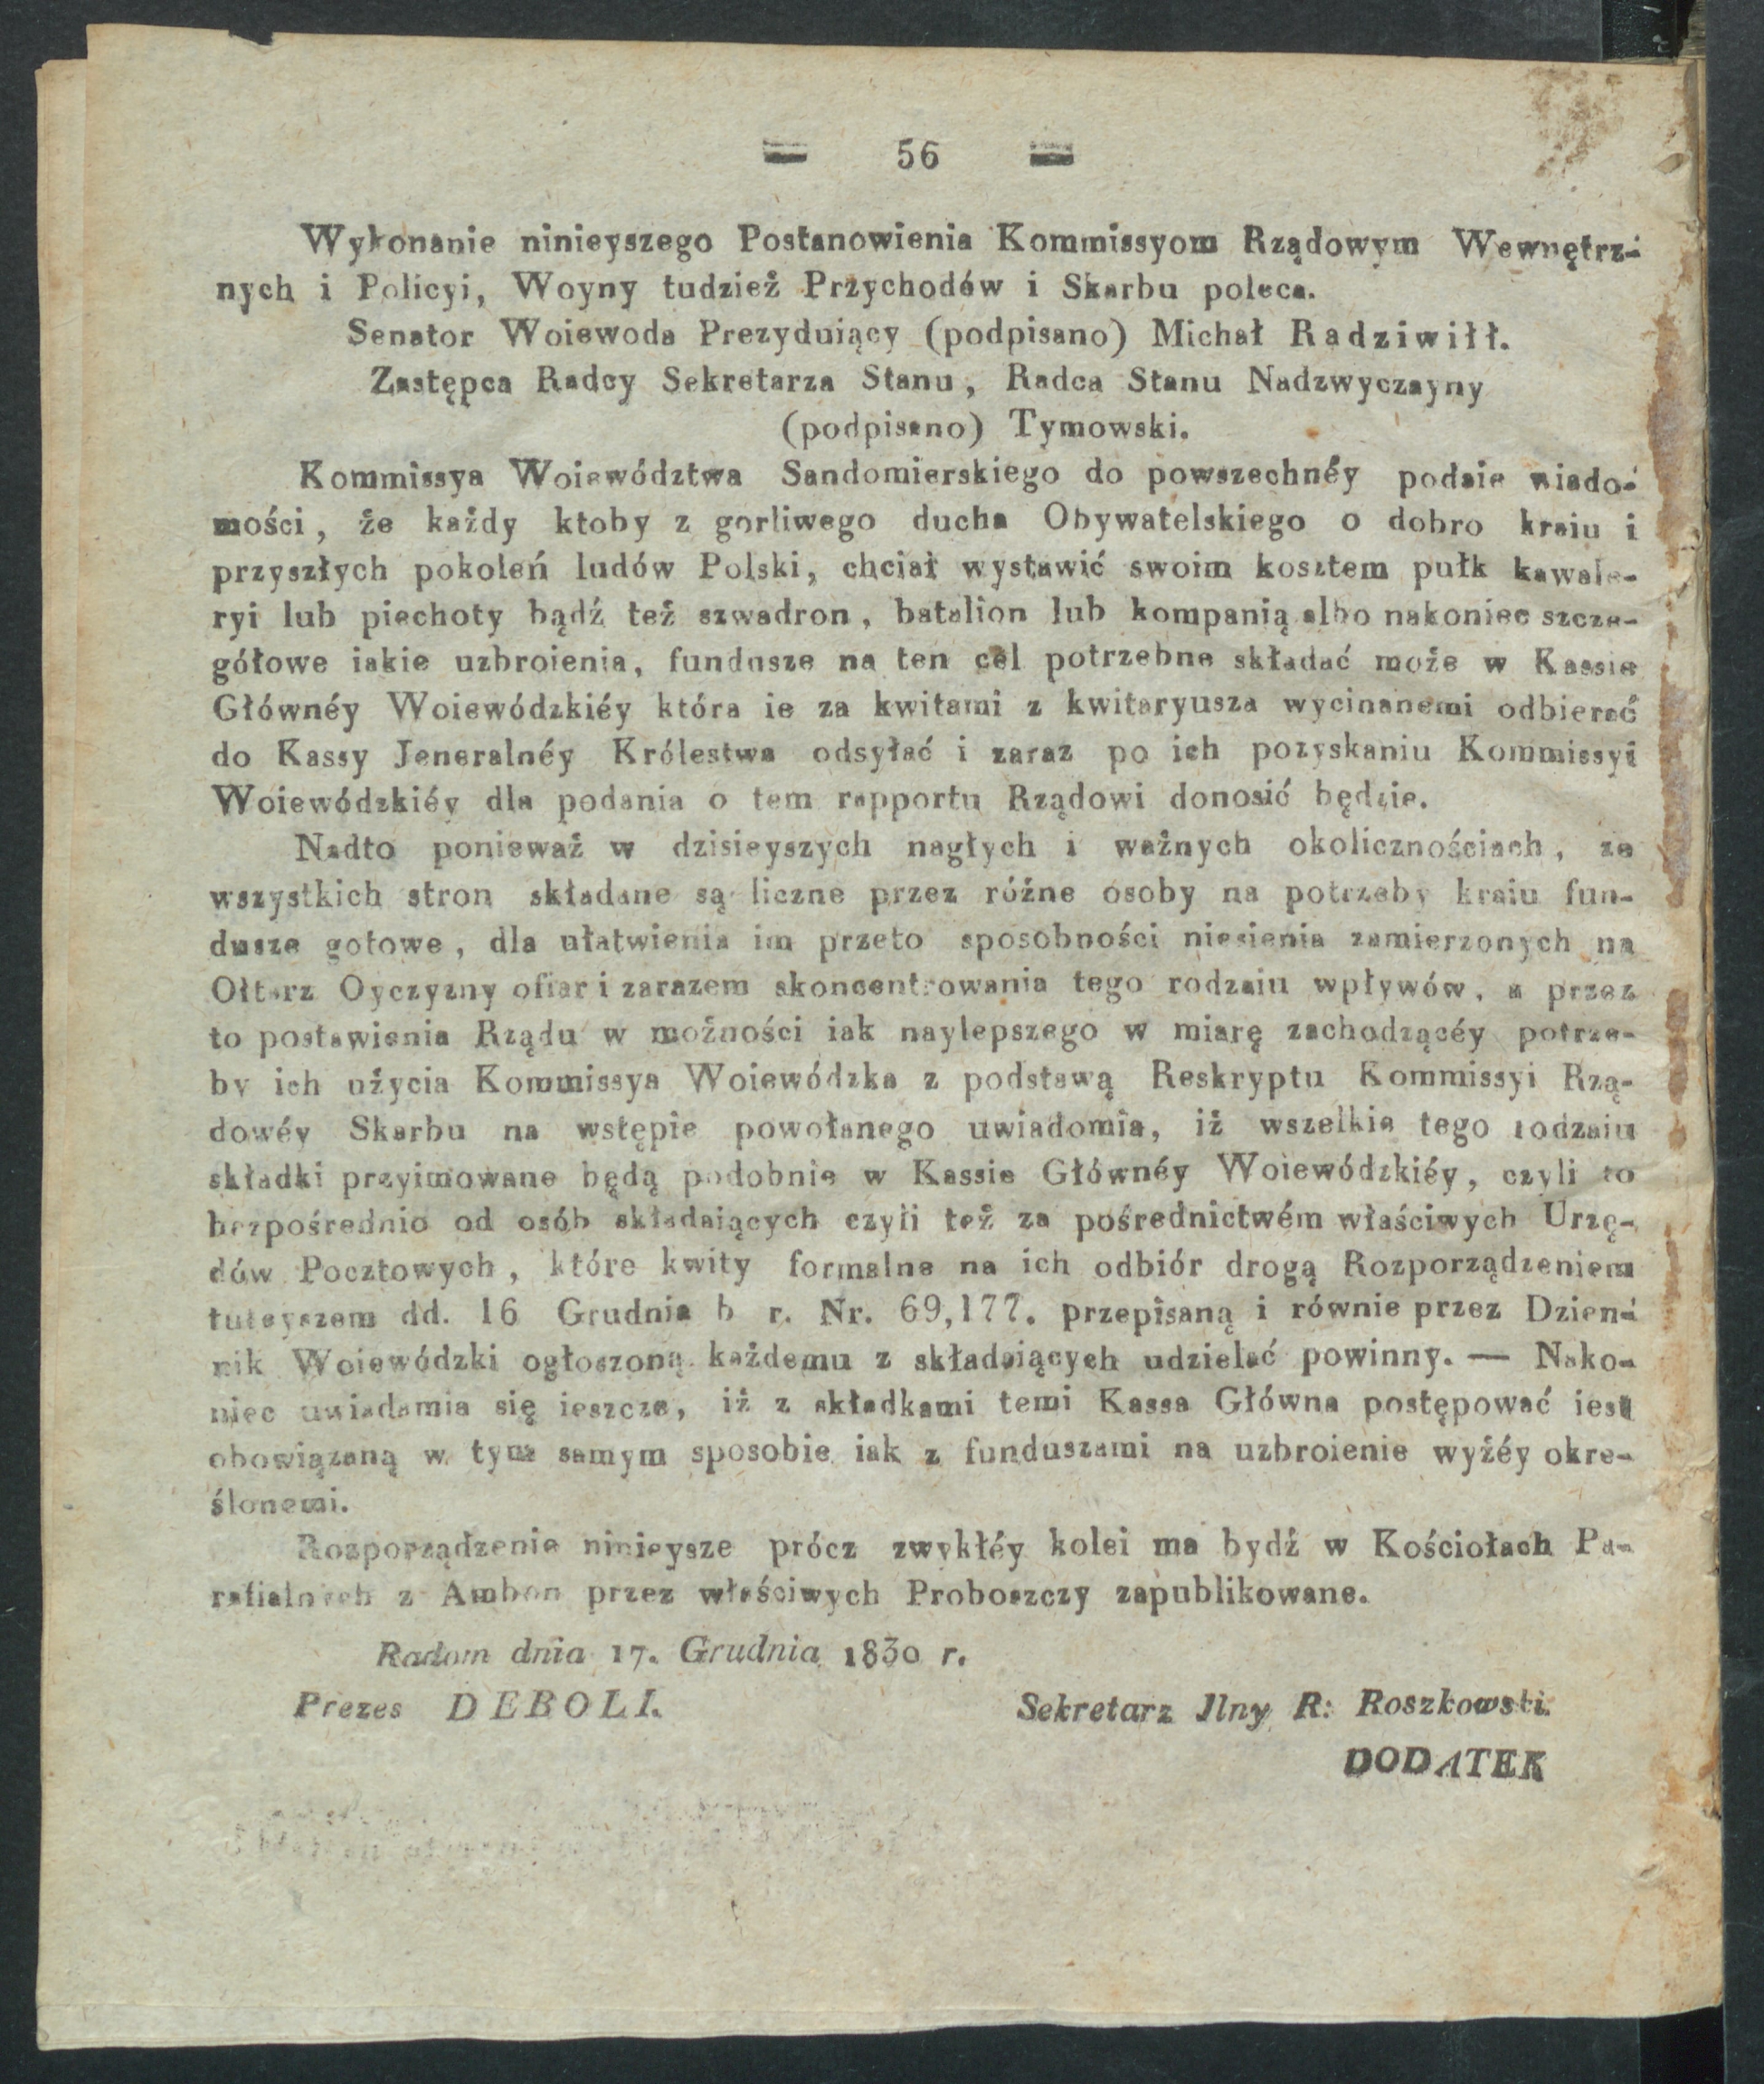 = 56 =
Wykonanie ninieyszego Postanowienia Kommissyom Rządowym Wewnętrz-
nych i Policyi, Woyny tudzież Przychodów i Skarbu poleca.
Senator Woiewoda Prezyduiący (podpisano) Michał Radziwiłł.
Zastępca Radcy Sekretarza Stanu, Radca Stanu Nadzwyczayny
(podpisano) Tymowski.
Kommissya Woiewództwa Sandomierskiego do powszechnéy podaie wiado-
mości, że każdy ktoby z gorliwego ducha Obywatelskiego o dobro kraiu i
przyszłych pokoleń ludów Polski, chciał wystawić swoim kosztem pułk kawale-
ryi lub piechoty bądź też szwadron, batalion lub kompanią albo nakoniec szcze-
gółowe iakie uzbroienia, fundusze na ten cel potrzebne składać może w Kassie
Głównéy Woiewódzkiéy która ie za kwitami z kwitaryusza wycinanemi odbierać
do Kassy Jeneralnéy Królestwa odsyłać i zaraz po ich pozyskaniu Kommissyi
Woiewódzkiéy dla podania o tem rapportu Rządowi donosić będzie.
Nadto ponieważ w dzisieyszych nagłych i ważnych okolicznościach, ze
wszystkich stron składane są liczne przez różne osoby na potrzeby kraiu fun-
dusze gotowe, dla ułatwienia im przeto sposobności niesienia zamierzonych na
Ołtarz Oyczyzny ofiar i zarazem skoncentrowania tego rodzaiu wpływów, a przez
to postawienia Rządu w możności iak naylepszego w miarę zachodzącéy potrze-
by ich użycia Kommissya Woiewódzka z podstawą Reskryptu Kommissyi Rzą-
dowéy Skarbu na wstępie powołanego uwiadomia, iż wszelkie tego rodzaiu
składki przyimowane będą podobnie w Kassie Głównéy Woiewódzkiéy, czyli to
bezpośrednio od osób składaiących czyli też za pośrednictwém właściwych Urzę-
dów Pocztowych, które kwity formalne na ich odbiór drogą Rozporządzeniem
tuteyszem dd. 16 Grudnia b r. Nr. 69,177. przepisaną i równie przez Dzien-
nik Woiewódzki ogłoszoną każdemu z składaiących udzielać powinny. — Nako-
niec uwiadamia się ieszcze, iż z składkami temi Kassa Główna postępować iest
obowiązaną w tym samym sposobie iak z funduszami na uzbroienie wyżéy okre-
ślonemi.
Rozporządzenie ninieysze prócz zwykłéy kolei ma bydź w Kościołach Pa-
rafialnych z Ambon przez właściwych Proboszczy zapublikowane.
Radom dnia 17. Grudnia 1830 r.
Prezes DEBOLI. Sekretarz Jlny R: Roszkowski.
DODATEK